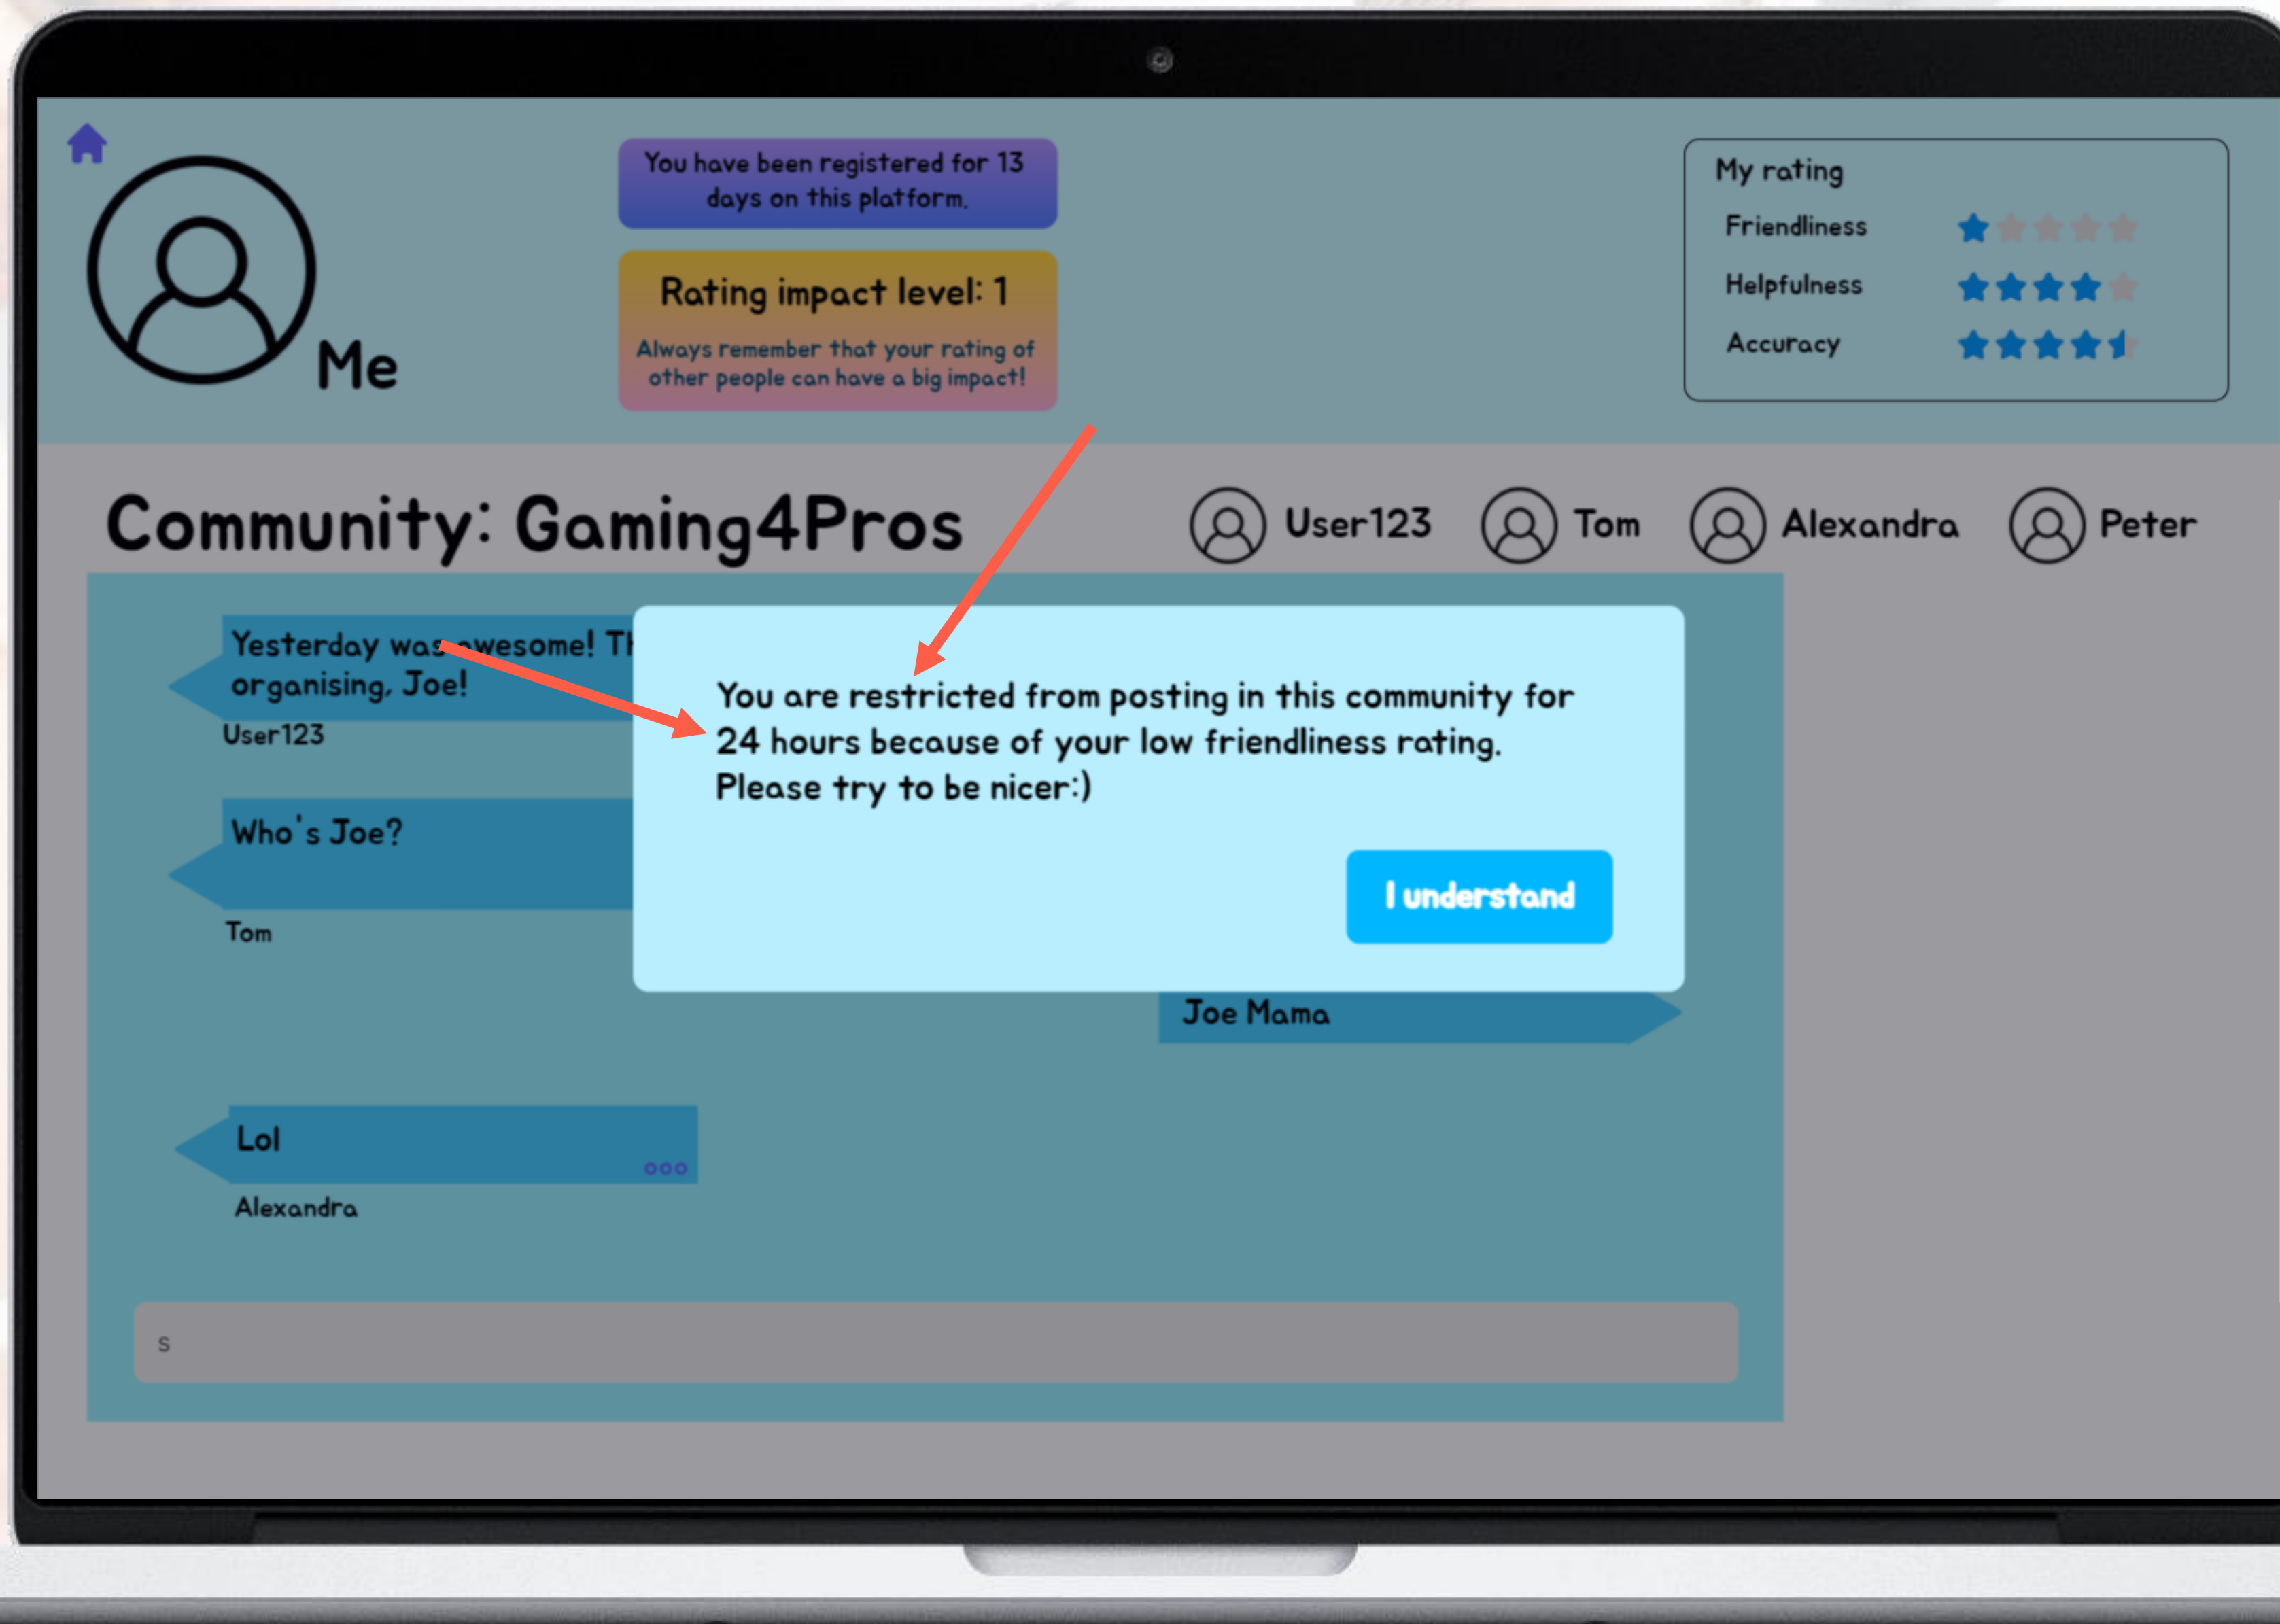 You have been registered for 13
days on this platform.
Rating impact level: 1
Always remember that your rating of
other people can have a big impact!
Me
My rating
Friendliness
Helpfulness
Accuracy
Community: Gaming4Pros
User123
Tom
Alexandra
Peter
Yesterday was awesome!
organising, Joe!
User123
Who's Joe?
Tom
You are restricted from posting in this community for
24 hours because of your low friendliness rating.
Please try to be nicer:)
I understand
Joe Mama
Lol
Alexandra
s